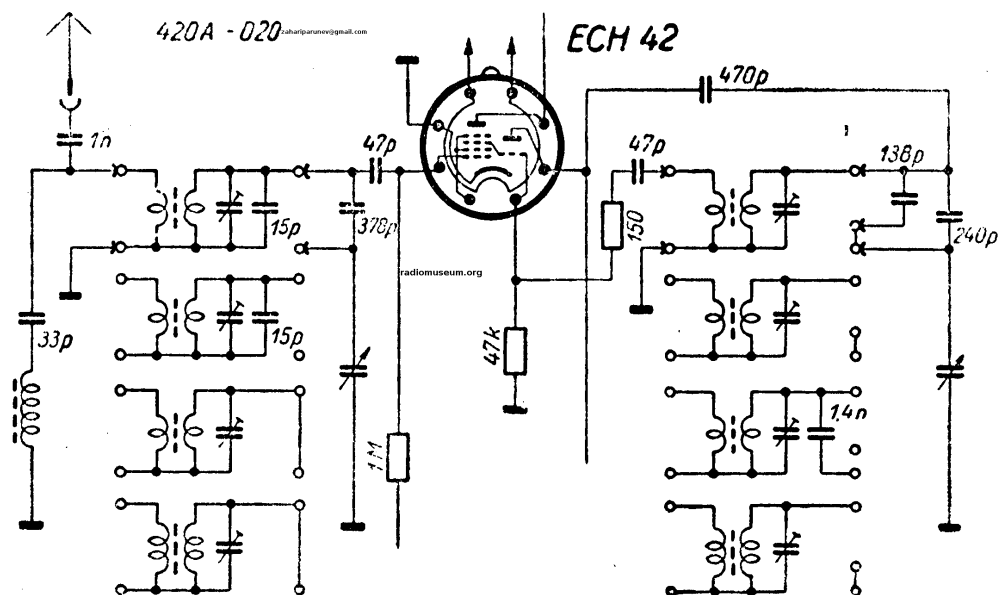 420A - 020 zahariparunev@gmail.com
ECH 42
470p
1n
47p
47p
138p
15p
378p
150
240p
radiomuseum.org
33p
15p
47k
1,4n
1M